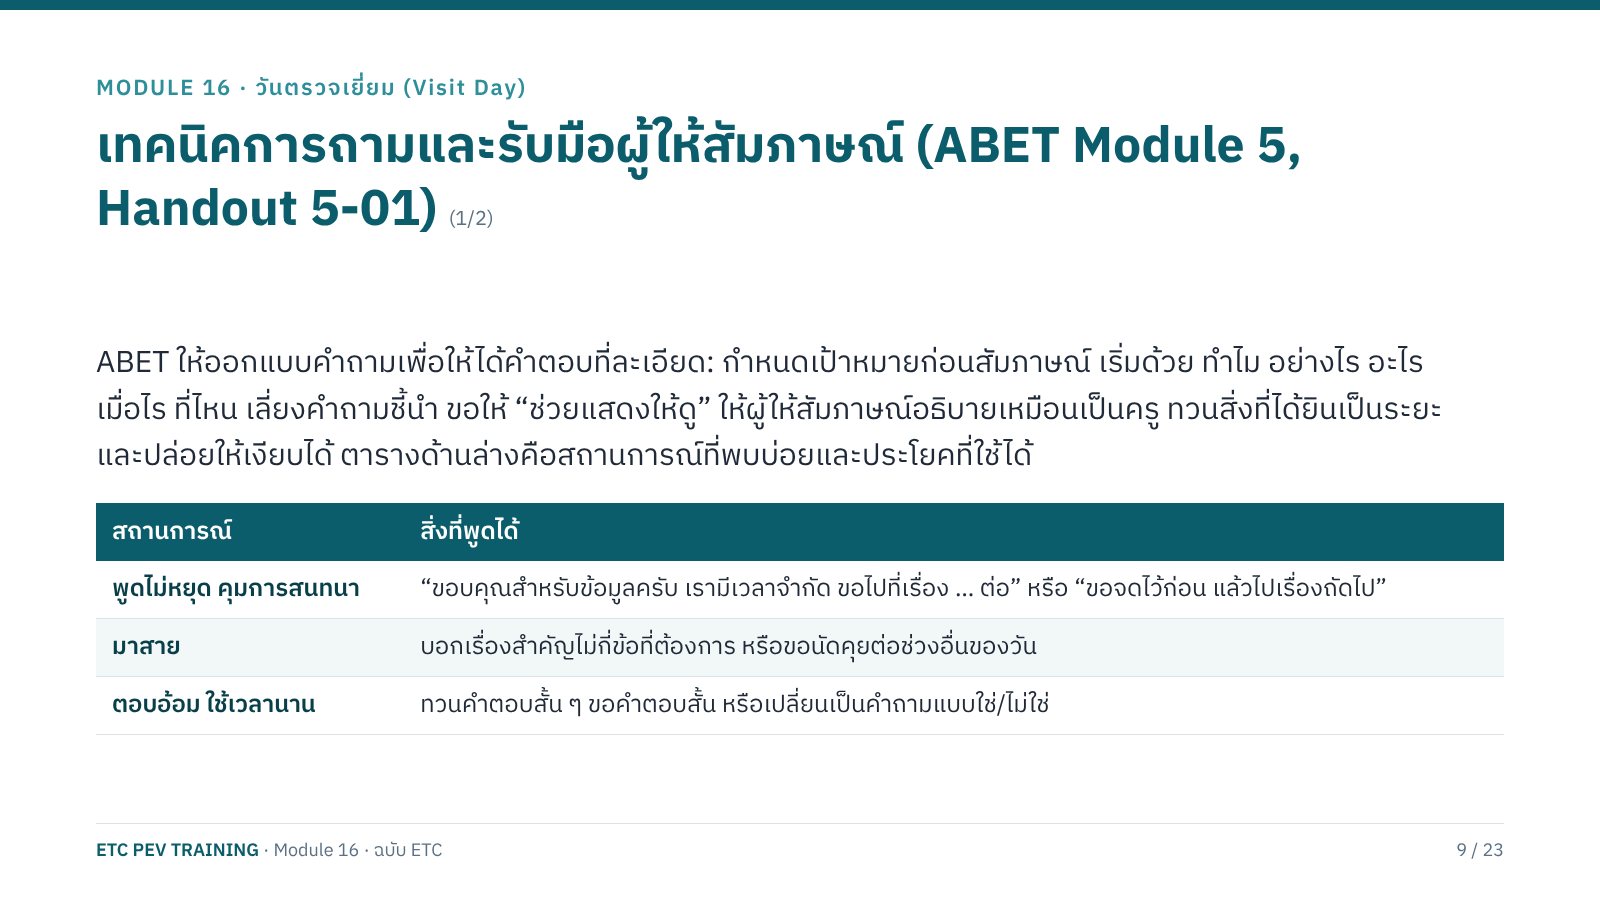 MODULE 16 · วันตรวจเยี่ยม (Visit Day)
เทคนิคการถามและรับมือผู้ให้สัมภาษณ์ (ABET Module 5,
Handout 5-01) (1/2)
ABET ให้ออกแบบคำถามเพื่อให้ได้คำตอบที่ละเอียด: กำหนดเป้าหมายก่อนสัมภาษณ์ เริ่มด้วย ทำไม อย่างไร อะไร
เมื่อไร ที่ไหน เลี่ยงคำถามชี้นำ ขอให้ “ช่วยแสดงให้ดู” ให้ผู้ให้สัมภาษณ์อธิบายเหมือนเป็นครู ทวนสิ่งที่ได้ยินเป็นระยะ
และปล่อยให้เงียบได้ ตารางด้านล่างคือสถานการณ์ที่พบบ่อยและประโยคที่ใช้ได้
สถานการณ์ สิ่งที่พูดได้
พูดไม่หยุด คุมการสนทนา “ขอบคุณสำหรับข้อมูลครับ เรามีเวลาจำกัด ขอไปที่เรื่อง ... ต่อ” หรือ “ขอจดไว้ก่อน แล้วไปเรื่องถัดไป”
มาสาย บอกเรื่องสำคัญไม่กี่ข้อที่ต้องการ หรือขอนัดคุยต่อช่วงอื่นของวัน
ตอบอ้อม ใช้เวลานาน ทวนคำตอบสั้น ๆ ขอคำตอบสั้น หรือเปลี่ยนเป็นคำถามแบบใช่/ไม่ใช่
ETC PEV TRAINING · Module 16 · ฉบับ ETC 9 / 23